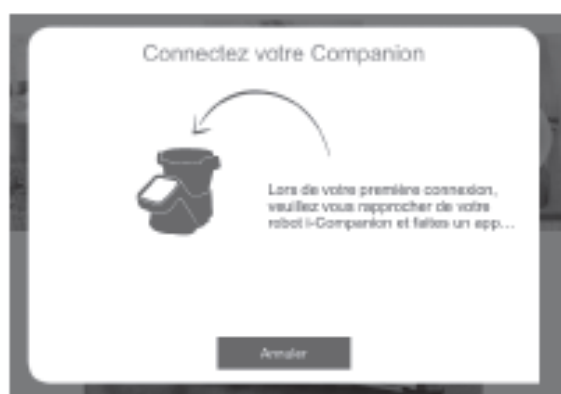 Connectez votre Companion
Lors de votre première connexion,
veuillez vous rapprocher de votre
robot i-Companion et faites un app...
Annuler